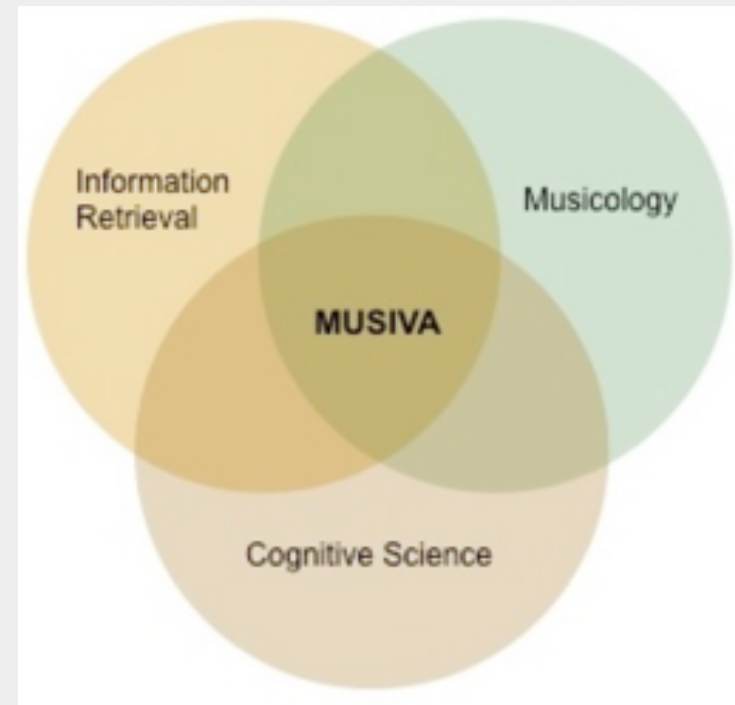 Information
Retrieval
Musicology
MUSIVA
Cognitive Science